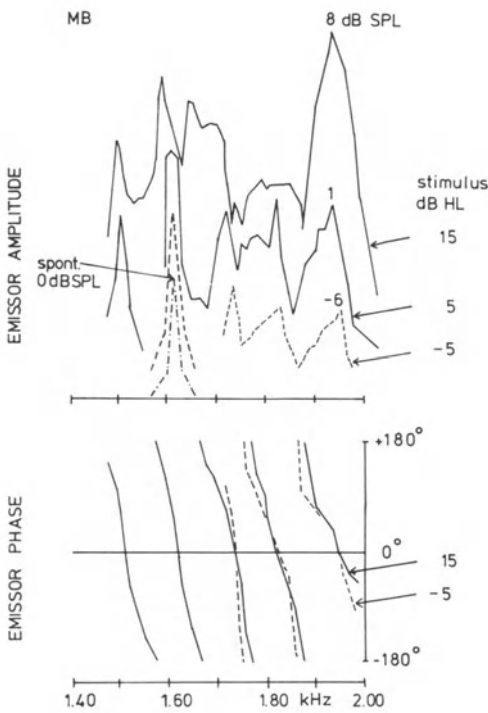 MB
8 dB SPL
EMISSOR AMPLITUDE
stimulus
dB HL
1
15
spont.
0dBSPL
-6
5
-5
+180°
EMISSOR PHASE
0°
15
-5
-180°
1.40 1.60 1.80 kHz 2.00